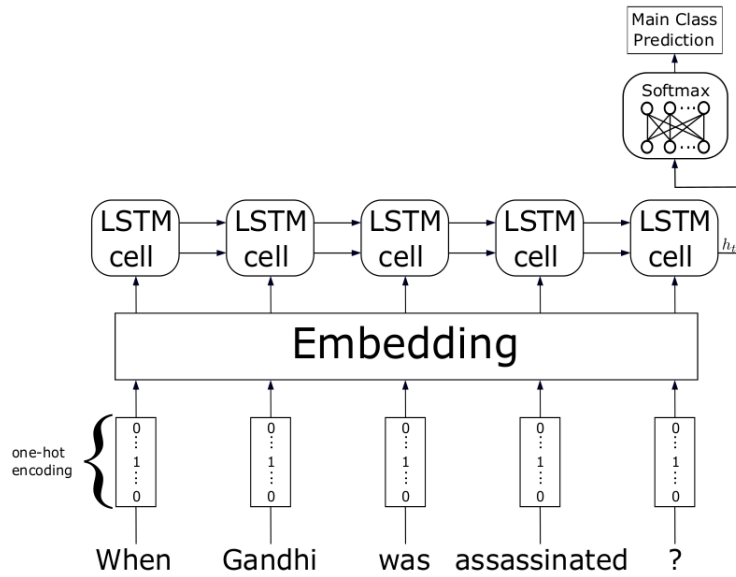 Main Class
Prediction
Softmax
LSTM
cell
LSTM
cell
LSTM
cell
LSTM
cell
LSTM
cell
h_t
Embedding
one-hot
encoding
0
1
0
0
1
0
0
1
0
0
1
0
0
1
0
When Gandhi was assassinated ?